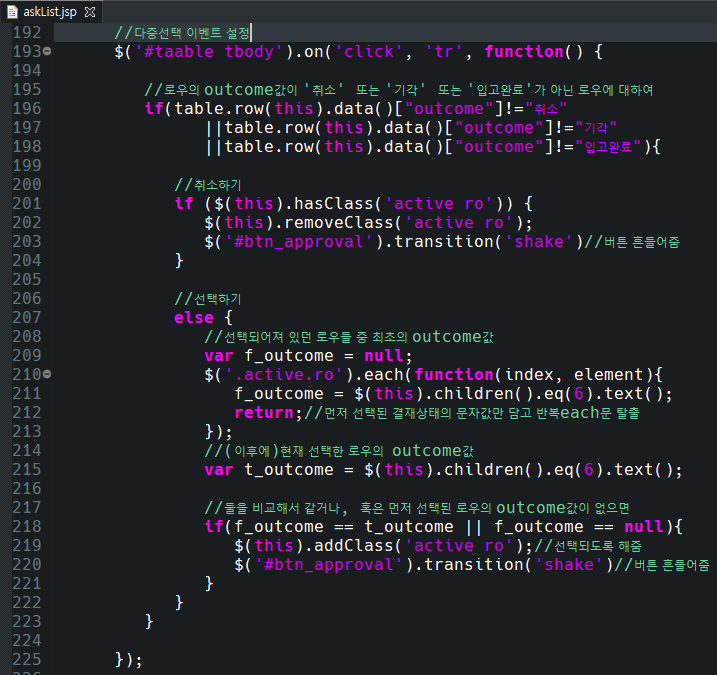 askList.jsp
192 //다중선택 이벤트 설정
193 $('#taable tbody').on('click', 'tr', function() {
194
195 //로우의 outcome값이 '취소' 또는 '기각' 또는 '입고완료'가 아닌 로우에 대하여
196 if(table.row(this).data()["outcome"]!="취소"
197 ||table.row(this).data()["outcome"]!="기각"
198 ||table.row(this).data()["outcome"]!="입고완료"){
199
200 //취소하기
201 if ($(this).hasClass('active ro')) {
202 $(this).removeClass('active ro');
203 $('#btn_approval').transition('shake')//버튼 흔들어줌
204 }
205
206 //선택하기
207 else {
208 //선택되어져 있던 로우들 중 최초의 outcome값
209 var f_outcome = null;
210 $('.active.ro').each(function(index, element){
211 f_outcome = $(this).children().eq(6).text();
212 return;//먼저 선택된 결재상태의 문자값만 담고 반복each문 탈출
213 });
214 //(이후에)현재 선택한 로우의 outcome값
215 var t_outcome = $(this).children().eq(6).text();
216
217 //둘을 비교해서 같거나, 혹은 먼저 선택된 로우의 outcome값이 없으면
218 if(f_outcome == t_outcome || f_outcome == null){
219 $(this).addClass('active ro');//선택되도록 해줌
220 $('#btn_approval').transition('shake')//버튼 흔들어줌
221 }
222 }
223 }
224
225 });